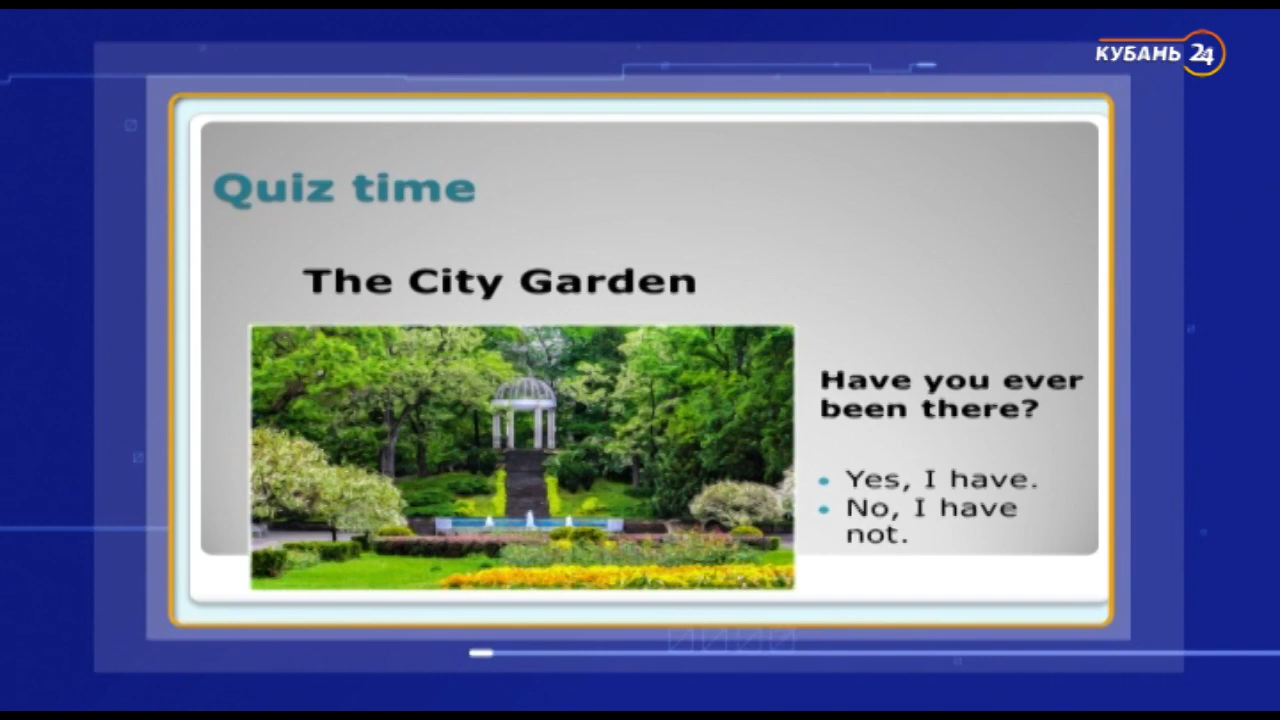 КУБАНЬ 24
Quiz time
The City Garden
Have you ever
been there?
• Yes, I have.
• No, I have
not.